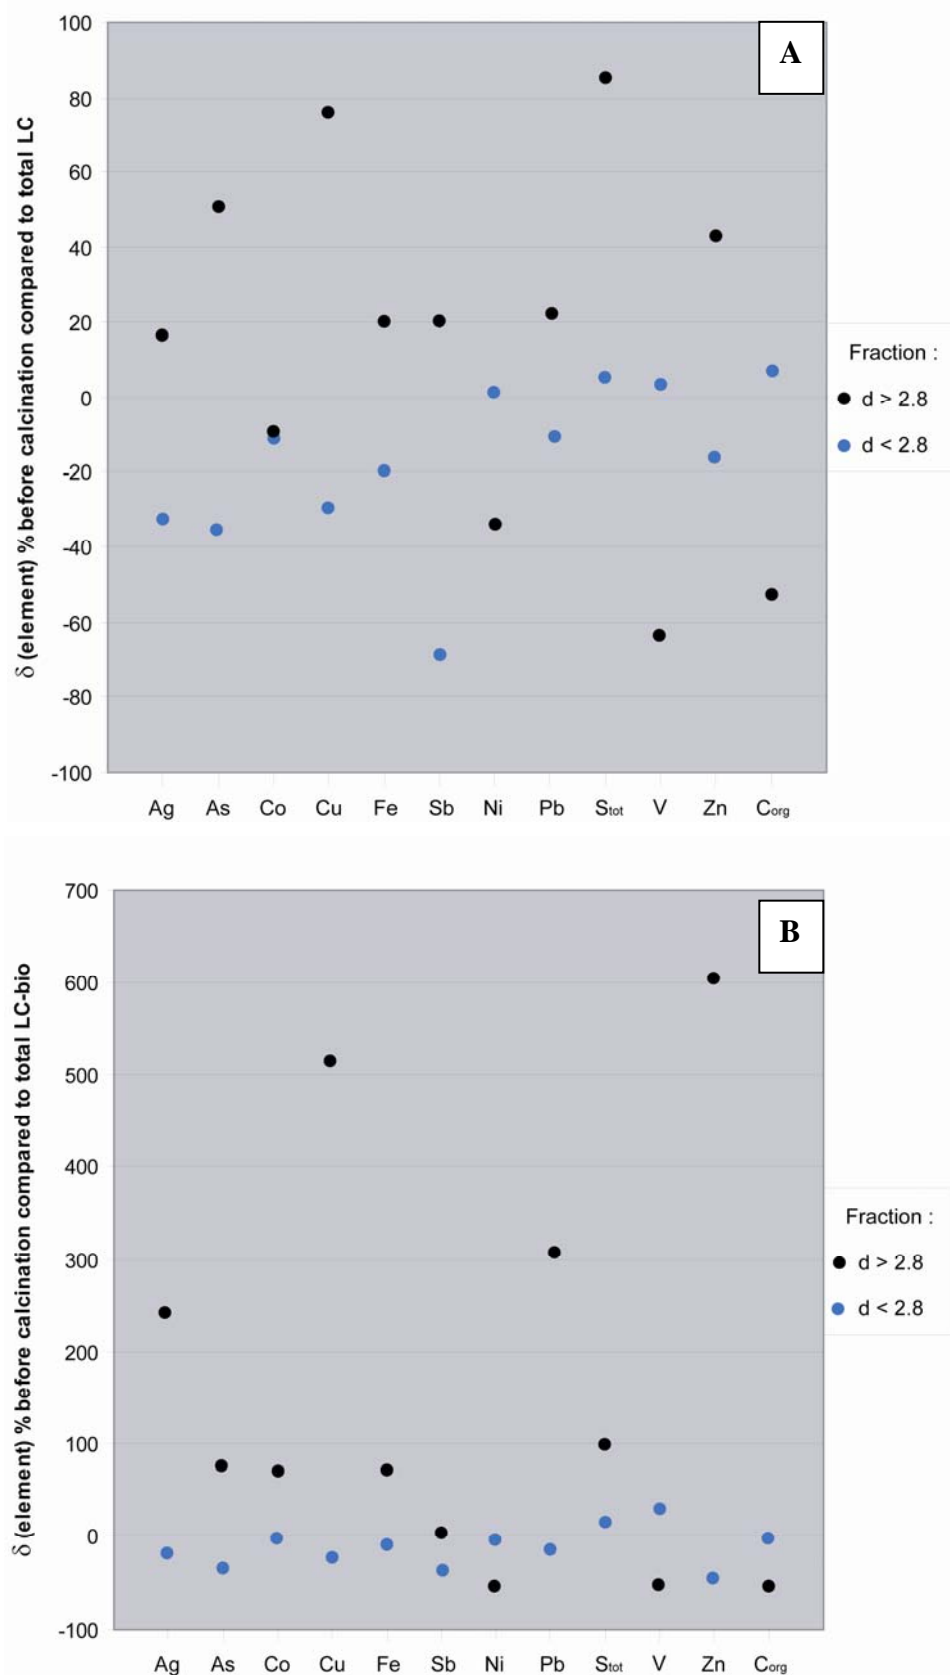 A
δ (element) % before calcination compared to total LC
100
80
60
40
20
0
-20
-40
-60
-80
-100
Ag As Co Cu Fe Sb Ni Pb Stot V Zn Corg
Fraction :
d > 2.8
d < 2.8
B
δ (element) % before calcination compared to total LC-bio
700
600
500
400
300
200
100
0
-100
Ag As Co Cu Fe Sb Ni Pb Stot V Zn Corg
Fraction :
d > 2.8
d < 2.8